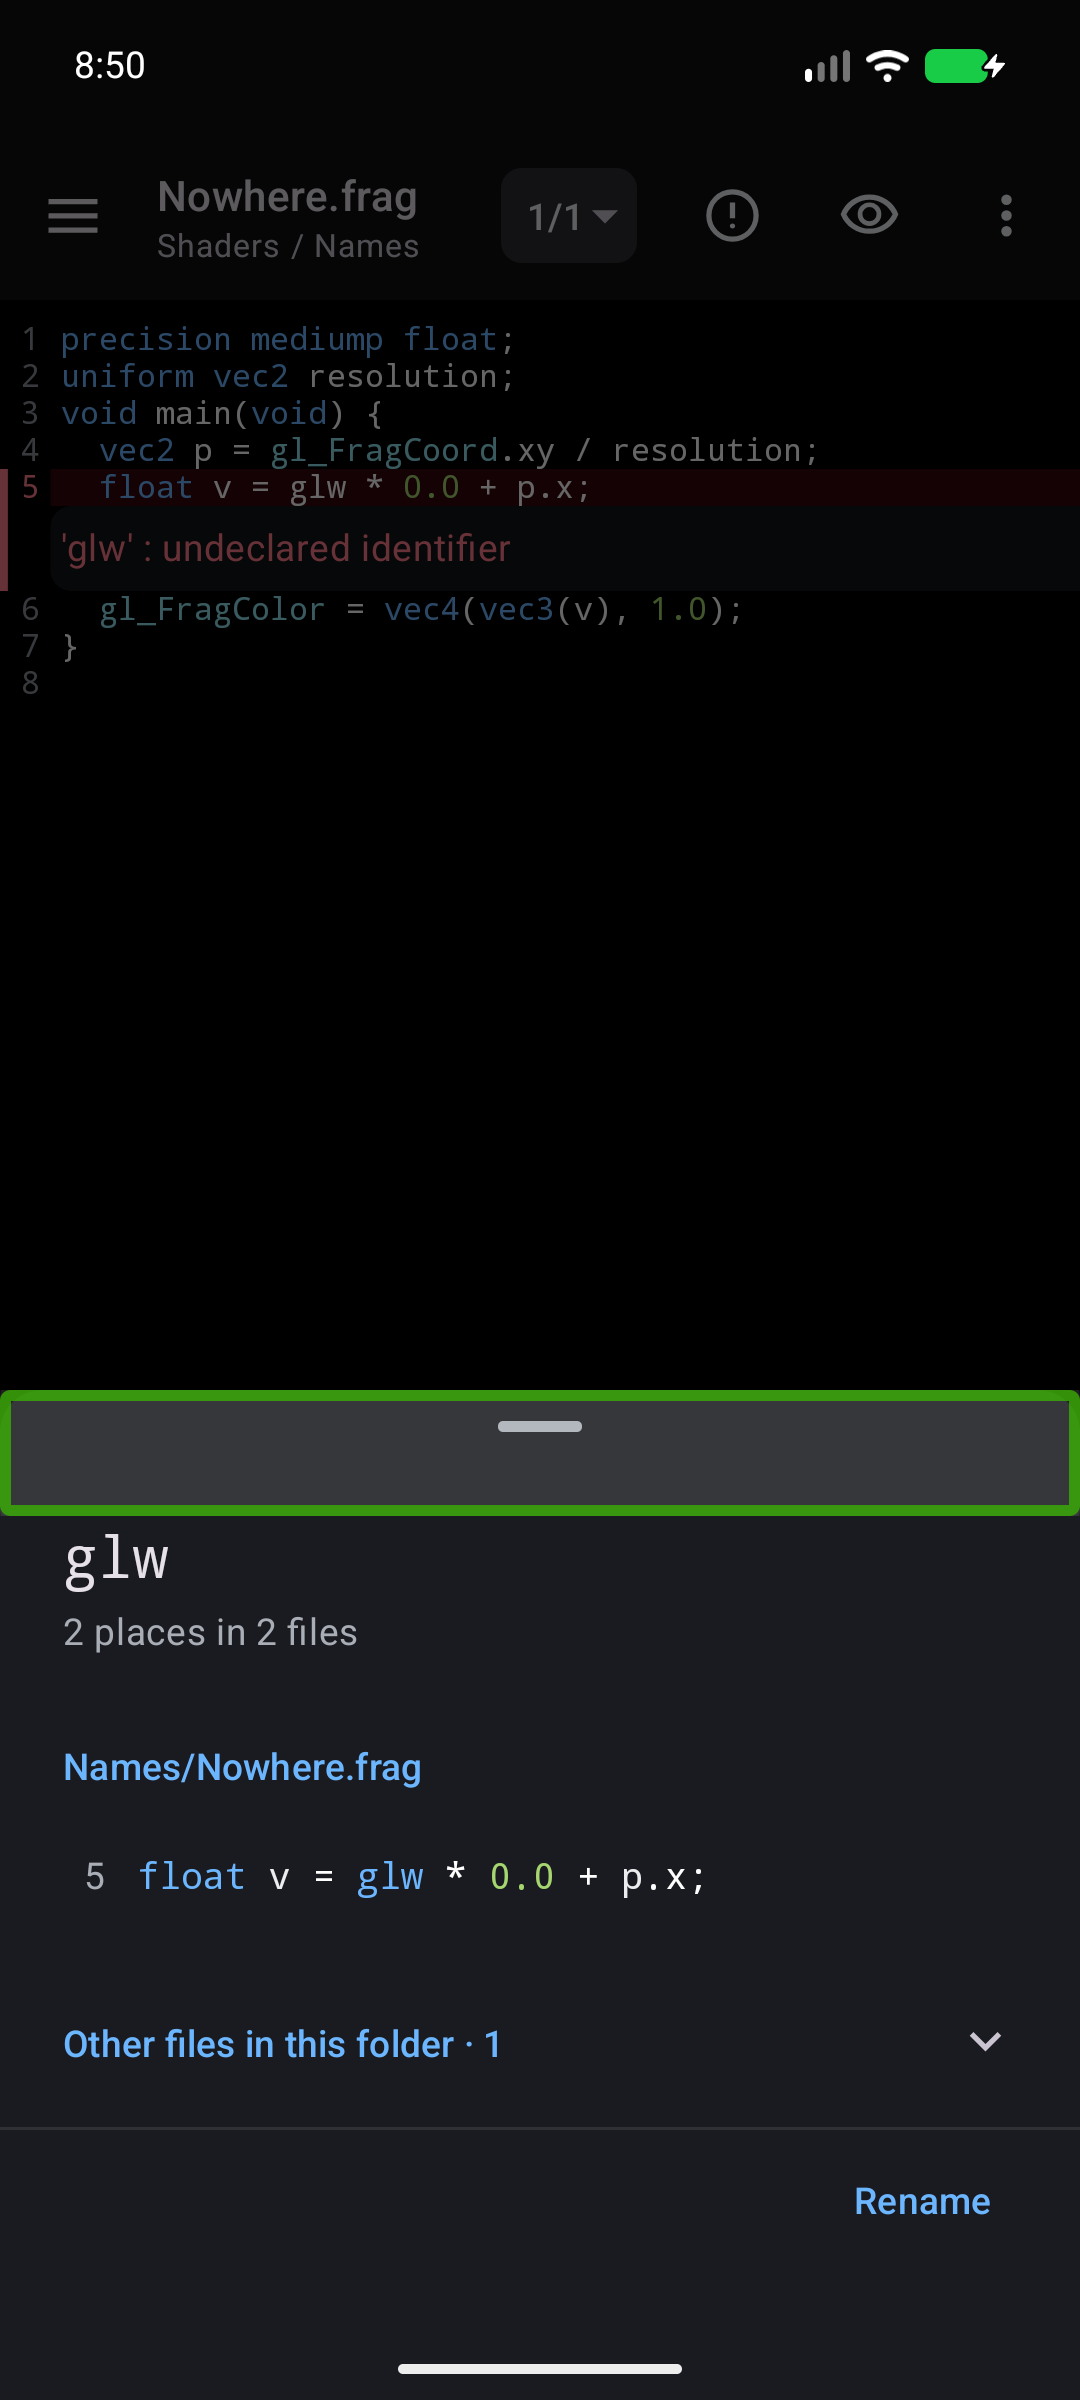 8:50
Nowhere.frag
Shaders / Names
1/1
1 precision mediump float;
2 uniform vec2 resolution;
3 void main(void) {
4 vec2 p = gl_FragCoord.xy / resolution;
5 float v = glw * 0.0 + p.x;
'glw' : undeclared identifier
6 gl_FragColor = vec4(vec3(v), 1.0);
7 }
8
glw
2 places in 2 files
Names/Nowhere.frag
5 float v = glw * 0.0 + p.x;
Other files in this folder · 1
Rename